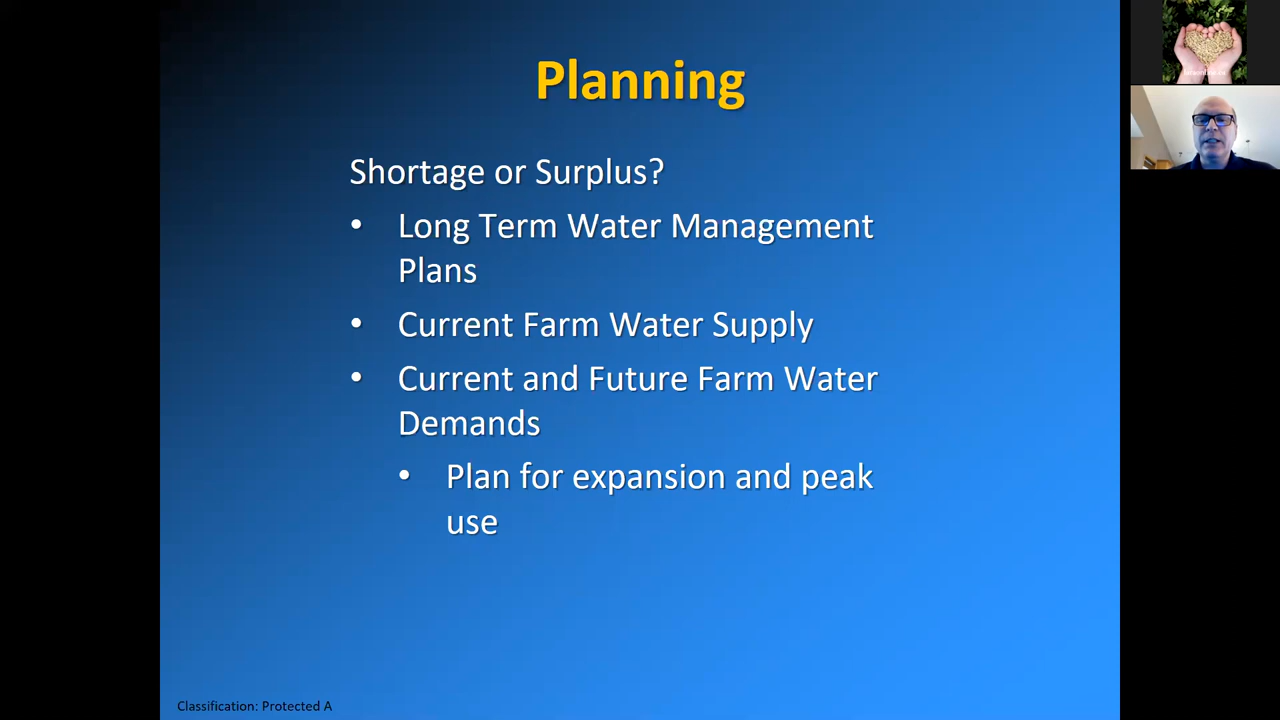 Planning
Shortage or Surplus?
• Long Term Water Management
Plans
• Current Farm Water Supply
• Current and Future Farm Water
Demands
• Plan for expansion and peak
use
Classification: Protected A